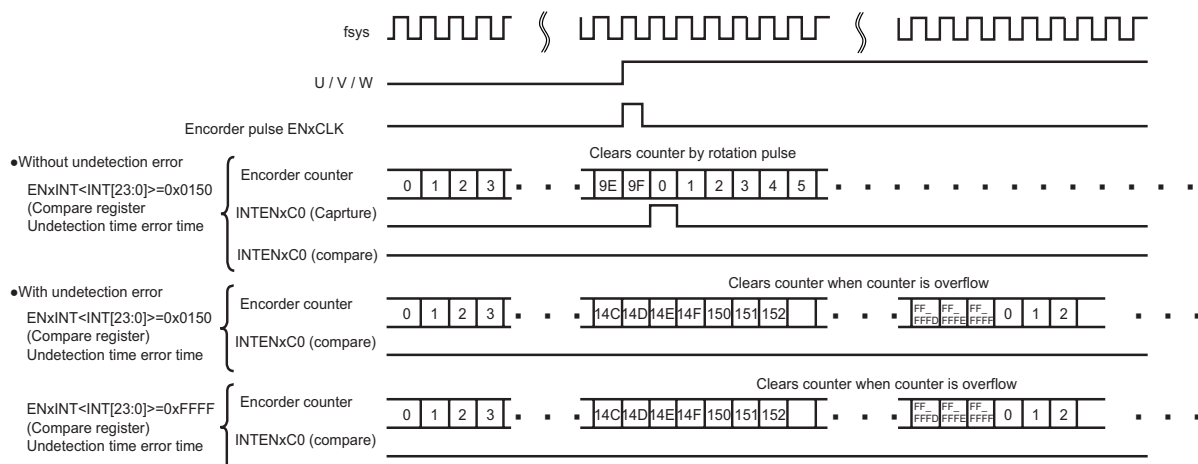 fsys
U / V / W
Encorder pulse ENxCLK
●Without undetection error
ENxINT<INT[23:0]>=0x0150
(Compare register
Undetection time error time
Clears counter by rotation pulse
Encorder counter
0 1 2 3 9E 9F 0 1 2 3 4 5
INTENxC0 (Caprture)
INTENxC0 (compare)
●With undetection error
ENxINT<INT[23:0]>=0x0150
(Compare register)
Undetection time error time
Clears counter when counter is overflow
Encorder counter
0 1 2 3 14C 14D 14E 14F 150 151 152 FF_FFFD FF_FFFE FF_FFFF 0 1 2
INTENxC0 (compare)
ENxINT<INT[23:0]>=0xFFFF
(Compare register)
Undetection time error time
Clears counter when counter is overflow
Encorder counter
0 1 2 3 14C 14D 14E 14F 150 151 152 FF_FFFD FF_FFFE FF_FFFF 0 1 2
INTENxC0 (compare)